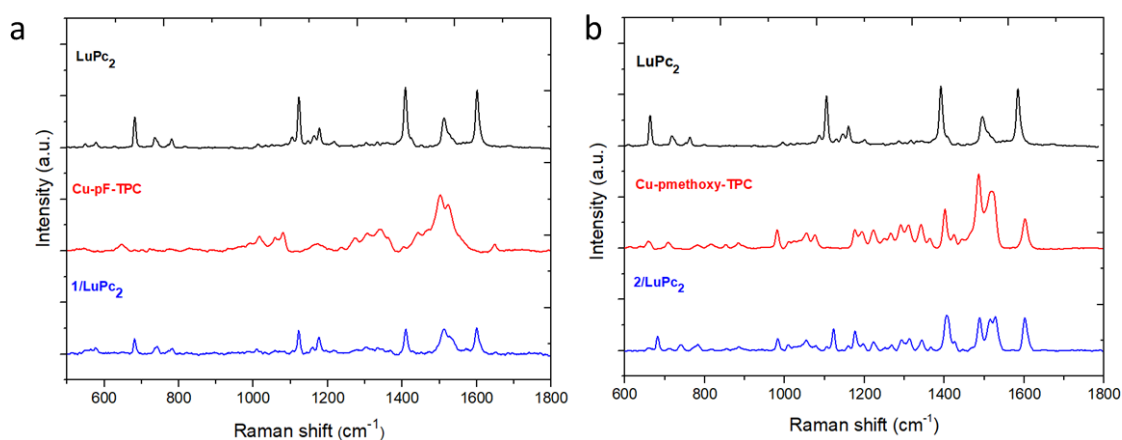 a
LuPc2
Cu-pF-TPC
1/LuPc2
Intensity (a.u.)
600 800 1000 1200 1400 1600 1800
Raman shift (cm-1)
b
LuPc2
Cu-pmethoxy-TPC
2/LuPc2
Intensity (a.u.)
600 800 1000 1200 1400 1600 1800
Raman shift (cm-1)